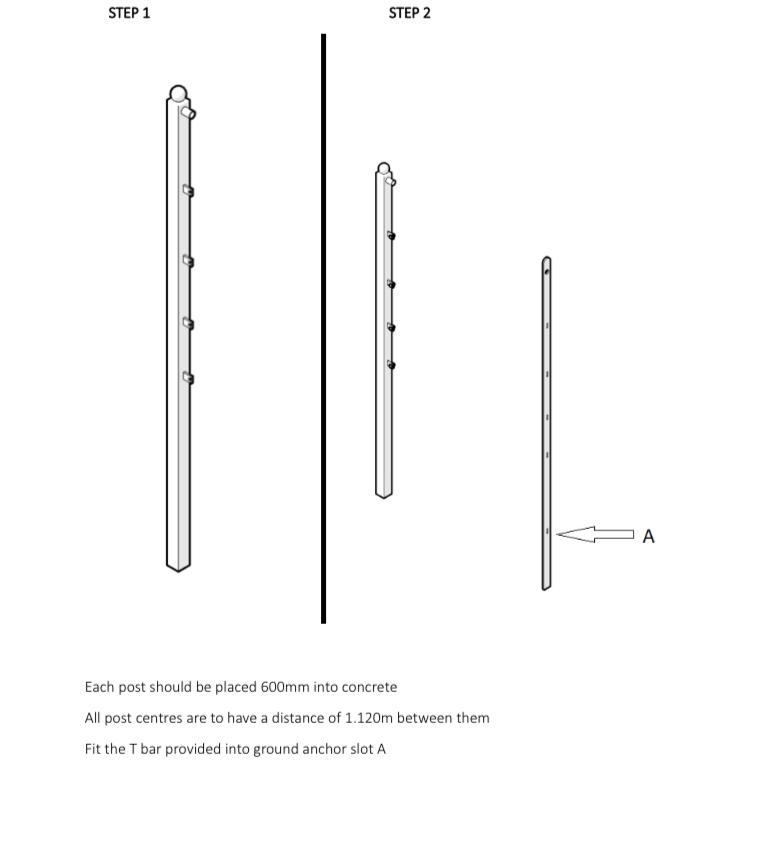 STEP 1
STEP 2
A
Each post should be placed 600mm into concrete
All post centres are to have a distance of 1.120m between them
Fit the T bar provided into ground anchor slot A